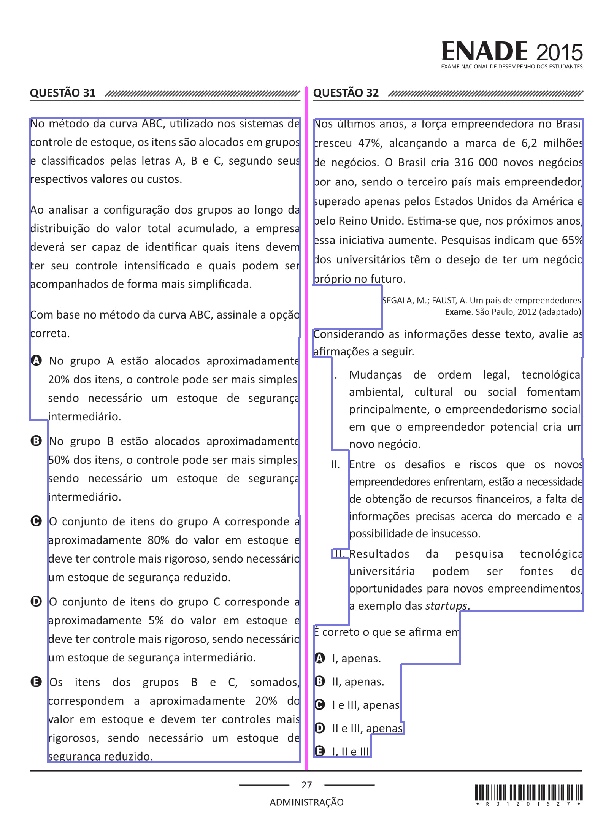 ENADE 2015
EXAME NACIONAL DE DESEMPENHO DOS ESTUDANTES
QUESTÃO 31
No método da curva ABC, utilizado nos sistemas de
controle de estoque, os itens são alocados em grupos
e classificados pelas letras A, B e C, segundo seus
respectivos valores ou custos.
Ao analisar a configuração dos grupos ao longo da
distribuição do valor total acumulado, a empresa
deverá ser capaz de identificar quais itens devem
ter seu controle intensificado e quais podem ser
acompanhados de forma mais simplificada.
Com base no método da curva ABC, assinale a opção
correta.
A No grupo A estão alocados aproximadamente
20% dos itens, o controle pode ser mais simples
sendo necessário um estoque de segurança
intermediário.
B No grupo B estão alocados aproximadamente
50% dos itens, o controle pode ser mais simples
sendo necessário um estoque de segurança
intermediário.
C O conjunto de itens do grupo A corresponde a
aproximadamente 80% do valor em estoque e
deve ter controle mais rigoroso, sendo necessário
um estoque de segurança reduzido.
D O conjunto de itens do grupo C corresponde a
aproximadamente 5% do valor em estoque e
deve ter controle mais rigoroso, sendo necessário
um estoque de segurança intermediário.
E Os itens dos grupos B e C, somados,
correspondem a aproximadamente 20% do
valor em estoque e devem ter controles mais
rigorosos, sendo necessário um estoque de
segurança reduzido.
QUESTÃO 32
Nos últimos anos, a força empreendedora no Brasil
cresceu 47%, alcançando a marca de 6,2 milhões
de negócios. O Brasil cria 316 000 novos negócios
por ano, sendo o terceiro país mais empreendedor,
superado apenas pelos Estados Unidos da América e
pelo Reino Unido. Estima-se que, nos próximos anos,
essa iniciativa aumente. Pesquisas indicam que 65%
dos universitários têm o desejo de ter um negócio
próprio no futuro.
SEGALA, M.; FAUST, A. Um país de empreendedores.
Exame. São Paulo, 2012 (adaptado).
Considerando as informações desse texto, avalie as
afirmações a seguir.
I. Mudanças de ordem legal, tecnológica,
ambiental, cultural ou social fomentam,
principalmente, o empreendedorismo social
em que o empreendedor potencial cria um
novo negócio.
II. Entre os desafios e riscos que os novos
empreendedores enfrentam, estão a necessidade
de obtenção de recursos financeiros, a falta de
informações precisas acerca do mercado e a
possibilidade de insucesso.
III. Resultados da pesquisa tecnológica
universitária podem ser fontes de
oportunidades para novos empreendimentos,
a exemplo das startups.
É correto o que se afirma em
A I, apenas.
B II, apenas.
C I e III, apenas.
D II e III, apenas.
E I, II e III.
27
ADMINISTRAÇÃO
*R31201527*